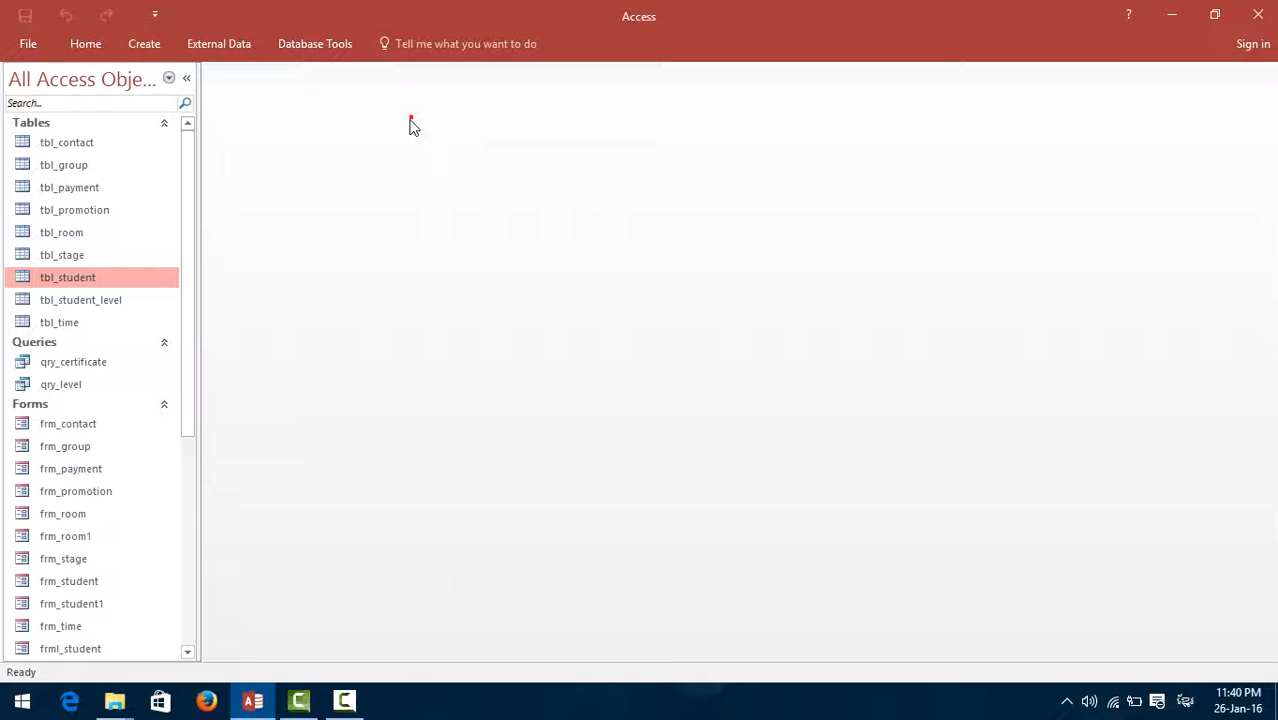 Access
?
File Home Create External Data Database Tools Tell me what you want to do Sign in
All Access Obje... «
Search...
Tables
tbl_contact
tbl_group
tbl_payment
tbl_promotion
tbl_room
tbl_stage
tbl_student
tbl_student_level
tbl_time
Queries
qry_certificate
qry_level
Forms
frm_contact
frm_group
frm_payment
frm_promotion
frm_room
frm_room1
frm_stage
frm_student
frm_student1
frm_time
frml_student
Ready
11:40 PM
26-Jan-16